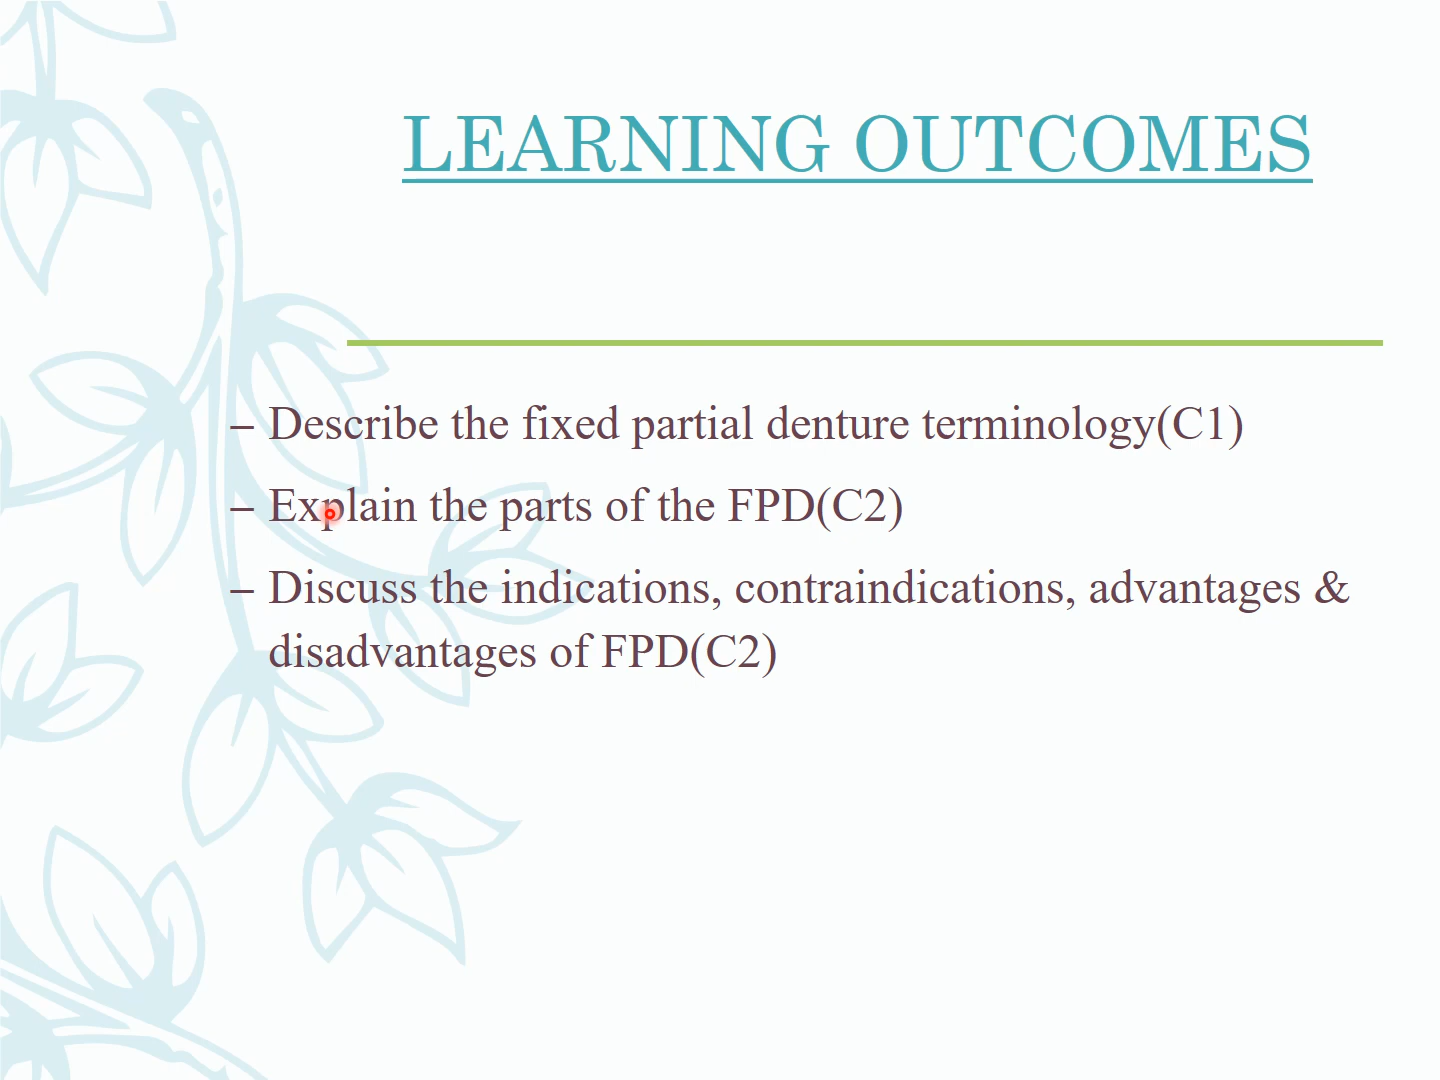 LEARNING OUTCOMES
– Describe the fixed partial denture terminology(C1)
– Explain the parts of the FPD(C2)
– Discuss the indications, contraindications, advantages &
disadvantages of FPD(C2)